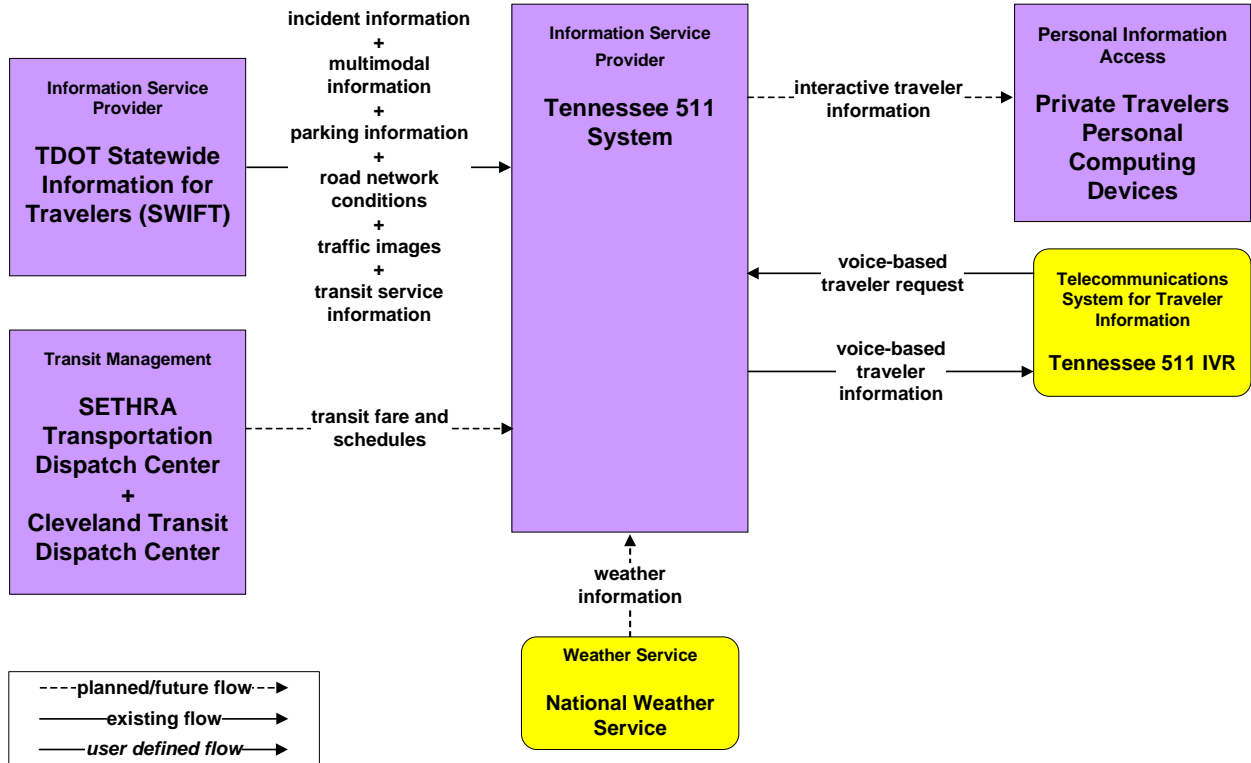 Information Service
Provider
TDOT Statewide
Information for
Travelers (SWIFT)
incident information
+
multimodal
information
+
parking information
+
road network
conditions
+
traffic images
+
transit service
information
Information Service
Provider
Tennessee 511
System
interactive traveler
information
Personal Information
Access
Private Travelers
Personal
Computing
Devices
voice-based
traveler request
voice-based
traveler
information
Telecommunications
System for Traveler
Information
Tennessee 511 IVR
Transit Management
SETHRA
Transportation
Dispatch Center
+
Cleveland Transit
Dispatch Center
transit fare and
schedules
weather
information
Weather Service
National Weather
Service
planned/future flow
existing flow
user defined flow